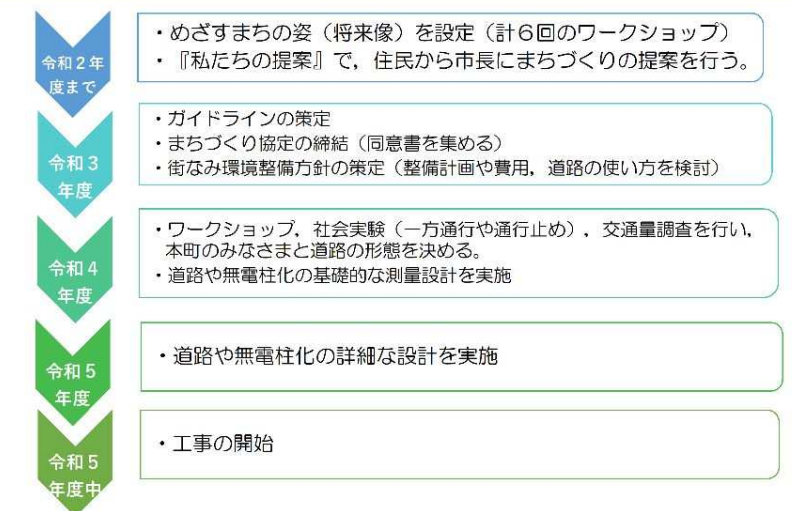 令和２年
度まで
・めざすまちの姿（将来像）を設定（計６回のワークショップ）
・『私たちの提案』で，住民から市長にまちづくりの提案を行う。
令和３
年度
・ガイドラインの策定
・まちづくり協定の締結（同意書を集める）
・街なみ環境整備方針の策定（整備計画や費用，道路の使い方を検討）
令和４
年度
・ワークショップ，社会実験（一方通行や通行止め），交通量調査を行い，
本町のみなさまと道路の形態を決める。
・道路や無電柱化の基礎的な測量設計を実施
令和５
年度
・道路や無電柱化の詳細な設計を実施
令和５
年度中
・工事の開始